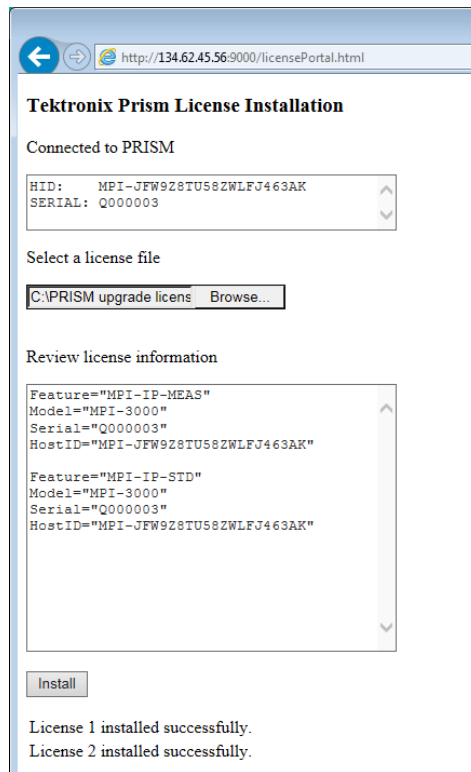 http://134.62.45.56:9000/licensePortal.html
Tektronix Prism License Installation
Connected to PRISM
HID:    MPI-JFW9Z8TU58ZWLFJ463AK
SERIAL: Q000003
Select a license file
C:\PRISM upgrade licens Browse...
Review license information
Feature="MPI-IP-MEAS"
Model="MPI-3000"
Serial="Q000003"
HostID="MPI-JFW9Z8TU58ZWLFJ463AK"
Feature="MPI-IP-STD"
Model="MPI-3000"
Serial="Q000003"
HostID="MPI-JFW9Z8TU58ZWLFJ463AK"
Install
License 1 installed successfully.
License 2 installed successfully.